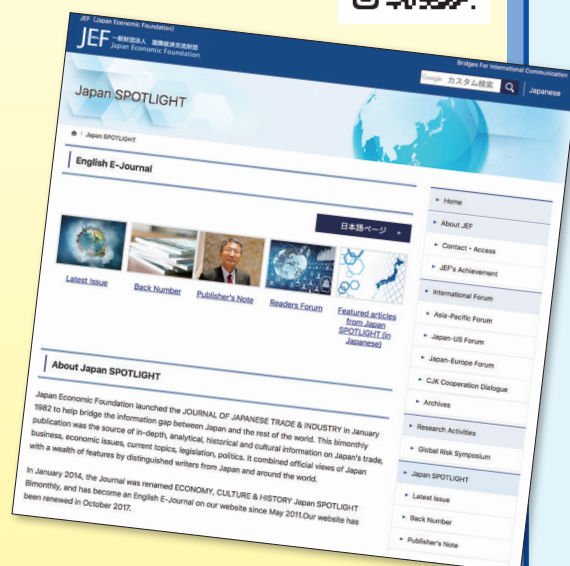 JEF (Japan Economic Foundation)
JEF
一般財団法人 国際経済交流財団
Japan Economic Foundation
Bridges For International Communication
Google カスタム検索
Japanese
Japan SPOTLIGHT
Japan SPOTLIGHT
English E-Journal
日本語ページ
Latest Issue
Back Number
Publisher's Note
Readers Forum
Featured articles
from Japan
SPOTLIGHT (in
Japanese)
About Japan SPOTLIGHT
Japan Economic Foundation launched the JOURNAL OF JAPANESE TRADE & INDUSTRY in January
1982 to help bridge the information gap between Japan and the rest of the world. This bimonthly
publication was the source of in-depth, analytical, historical and cultural information on Japan's trade,
business, economic issues, current topics, legislation, politics. It combined official views of Japan
with a wealth of features by distinguished writers from Japan and around the world.
In January 2014, the Journal was renamed ECONOMY, CULTURE & HISTORY Japan SPOTLIGHT
Bimonthly, and has become an English E-Journal on our website since May 2011.Our website has
been renewed in October 2017.
Home
About JEF
Contact・Access
JEF's Achievement
International Forum
Asia-Pacific Forum
Japan-US Forum
Japan-Europe Forum
CJK Cooperation Dialogue
Archives
Research Activities
Global Risk Symposium
Japan SPOTLIGHT
Latest Issue
Back Number
Publisher's Note